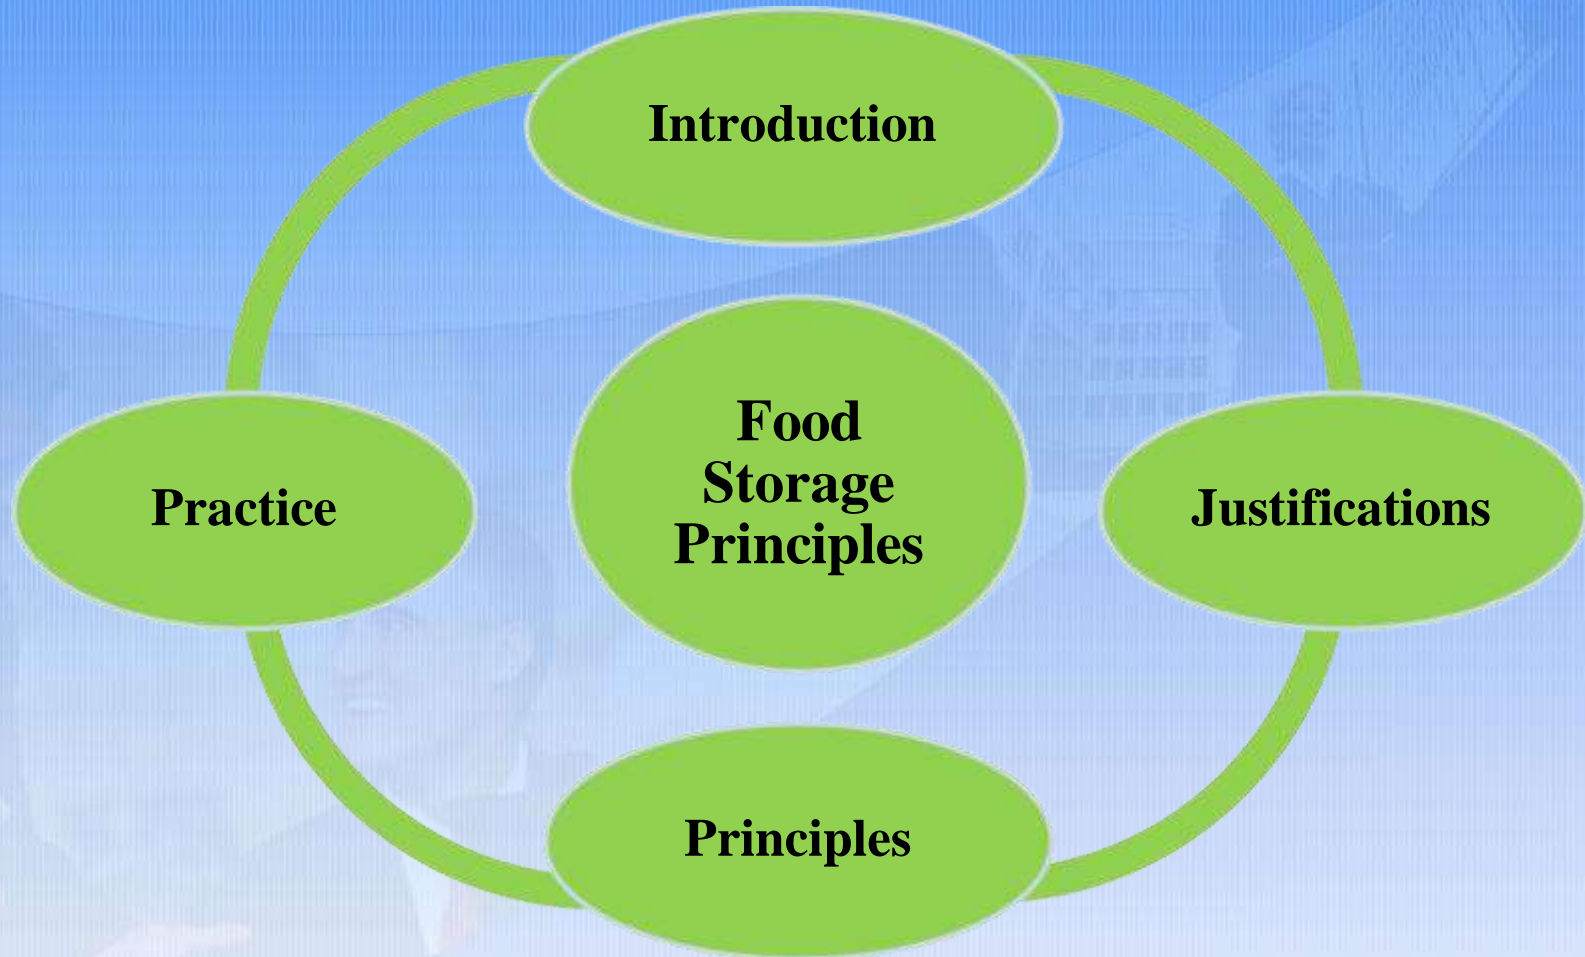 Introduction
Food
Storage
Principles
Practice
Justifications
Principles